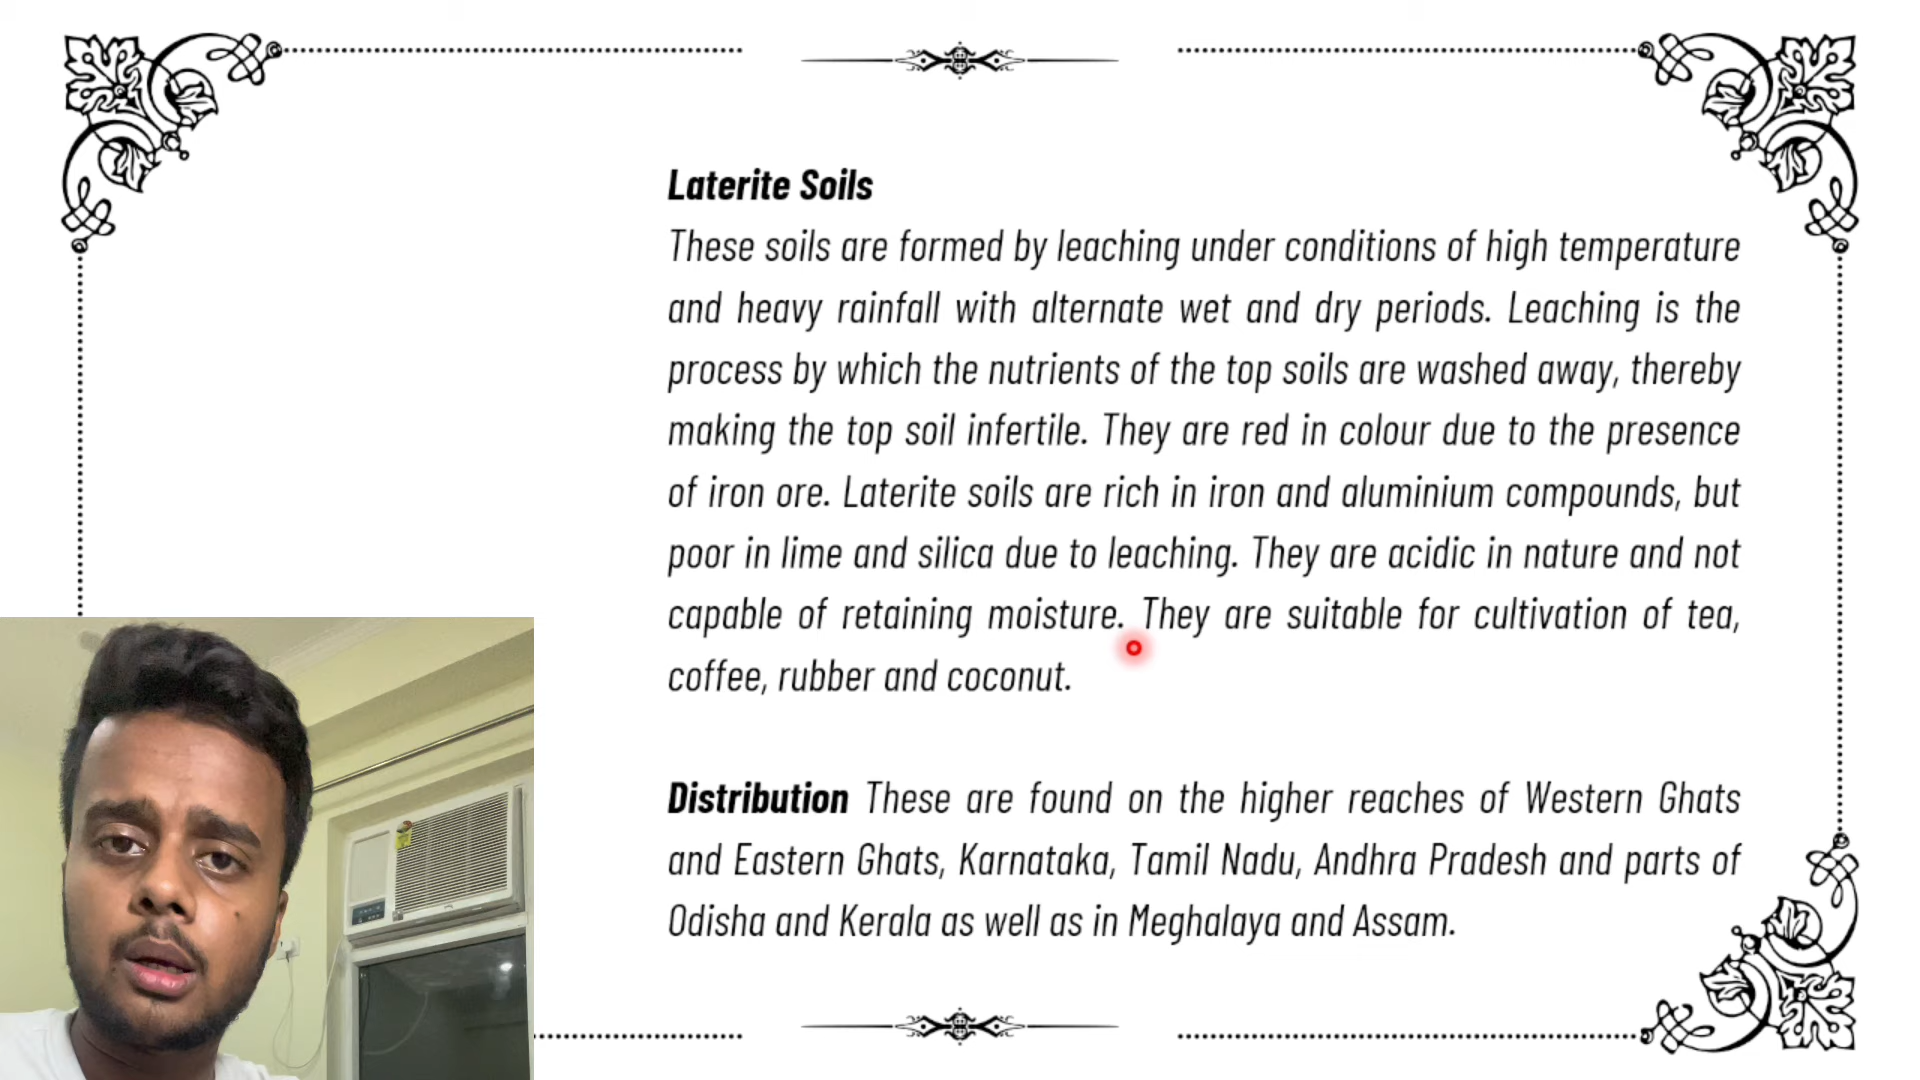 Laterite Soils
These soils are formed by leaching under conditions of high temperature
and heavy rainfall with alternate wet and dry periods. Leaching is the
process by which the nutrients of the top soils are washed away, thereby
making the top soil infertile. They are red in colour due to the presence
of iron ore. Laterite soils are rich in iron and aluminium compounds, but
poor in lime and silica due to leaching. They are acidic in nature and not
capable of retaining moisture. They are suitable for cultivation of tea,
coffee, rubber and coconut.
Distribution These are found on the higher reaches of Western Ghats
and Eastern Ghats, Karnataka, Tamil Nadu, Andhra Pradesh and parts of
Odisha and Kerala as well as in Meghalaya and Assam.